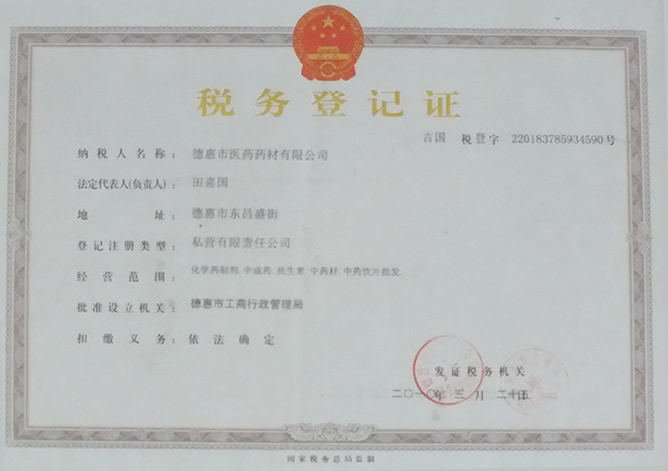 税务登记证
吉国 税登字 220183785934590号
纳税人名称： 德惠市医药药材有限公司
法定代表人(负责人)： 田喜国
地 址： 德惠市东昌盛街
登记注册类型： 私营有限责任公司
经营范围： 化学药制剂, 中成药, 抗生素, 中药材, 中药饮片批发
批准设立机关： 德惠市工商行政管理局
扣缴义务： 依法确定
发证税务机关
二〇一〇年 三 月 二十五日
国家税务总局监制